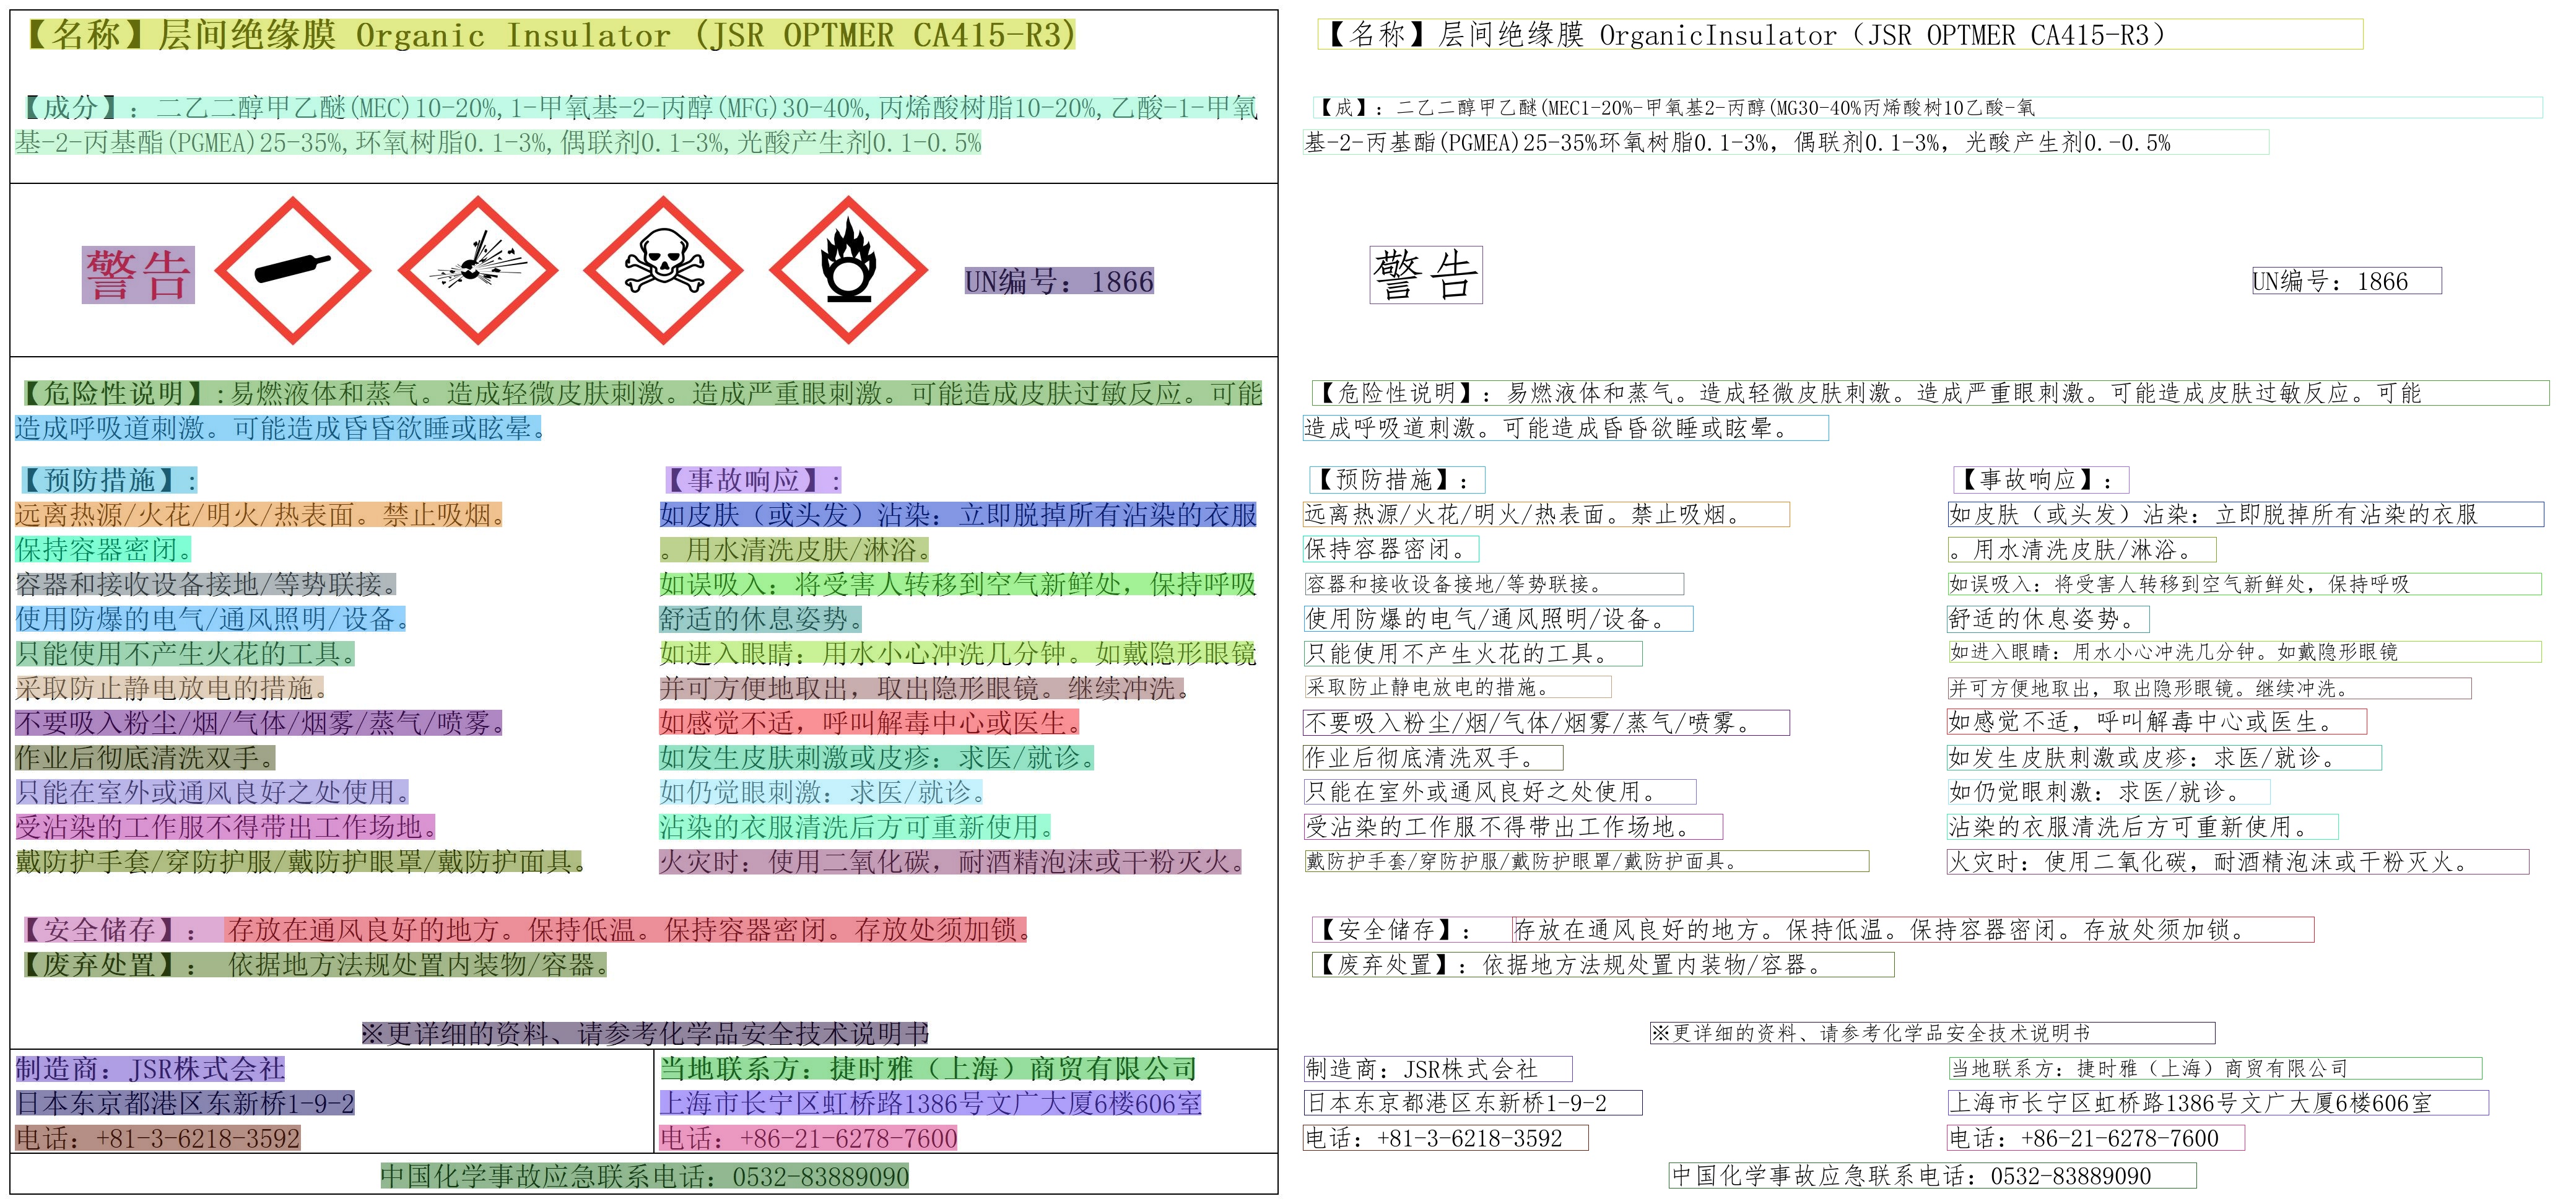 【名称】层间绝缘膜 Organic Insulator (JSR OPTMER CA415-R3)
【成分】：二乙二醇甲乙醚(MEC)10-20%,1-甲氧基-2-丙醇(MFG)30-40%,丙烯酸树脂10-20%,乙酸-1-甲氧
基-2-丙基酯(PGMEA)25-35%,环氧树脂0.1-3%,偶联剂0.1-3%,光酸产生剂0.1-0.5%
警告
UN编号：1866
【危险性说明】:易燃液体和蒸气。造成轻微皮肤刺激。造成严重眼刺激。可能造成皮肤过敏反应。可能
造成呼吸道刺激。可能造成昏昏欲睡或眩晕。
【预防措施】:
远离热源/火花/明火/热表面。禁止吸烟。
保持容器密闭。
容器和接收设备接地/等势联接。
使用防爆的电气/通风照明/设备。
只能使用不产生火花的工具。
采取防止静电放电的措施。
不要吸入粉尘/烟/气体/烟雾/蒸气/喷雾。
作业后彻底清洗双手。
只能在室外或通风良好之处使用。
受沾染的工作服不得带出工作场地。
戴防护手套/穿防护服/戴防护眼罩/戴防护面具。
【事故响应】:
如皮肤（或头发）沾染：立即脱掉所有沾染的衣服
。用水清洗皮肤/淋浴。
如误吸入：将受害人转移到空气新鲜处，保持呼吸
舒适的休息姿势。
如进入眼睛：用水小心冲洗几分钟。如戴隐形眼镜
并可方便地取出，取出隐形眼镜。继续冲洗。
如感觉不适，呼叫解毒中心或医生。
如发生皮肤刺激或皮疹：求医/就诊。
如仍觉眼刺激：求医/就诊。
沾染的衣服清洗后方可重新使用。
火灾时：使用二氧化碳，耐酒精泡沫或干粉灭火。
【安全储存】： 存放在通风良好的地方。保持低温。保持容器密闭。存放处须加锁。
【废弃处置】： 依据地方法规处置内装物/容器。
※更详细的资料、请参考化学品安全技术说明书
制造商：JSR株式会社
日本东京都港区东新桥1-9-2
电话：+81-3-6218-3592
当地联系方：捷时雅（上海）商贸有限公司
上海市长宁区虹桥路1386号文广大厦6楼606室
电话：+86-21-6278-7600
中国化学事故应急联系电话：0532-83889090
【名称】层间绝缘膜 OrganicInsulator（JSR OPTMER CA415-R3）
【成】：二乙二醇甲乙醚(MEC1-20%-甲氧基2-丙醇(MG30-40%丙烯酸树10乙酸-氧
基-2-丙基酯(PGMEA)25-35%环氧树脂0.1-3%，偶联剂0.1-3%，光酸产生剂0.-0.5%
警告
UN编号：1866
【危险性说明】：易燃液体和蒸气。造成轻微皮肤刺激。造成严重眼刺激。可能造成皮肤过敏反应。可能
造成呼吸道刺激。可能造成昏昏欲睡或眩晕。
【预防措施】：
远离热源/火花/明火/热表面。禁止吸烟。
保持容器密闭。
容器和接收设备接地/等势联接。
使用防爆的电气/通风照明/设备。
只能使用不产生火花的工具。
采取防止静电放电的措施。
不要吸入粉尘/烟/气体/烟雾/蒸气/喷雾。
作业后彻底清洗双手。
只能在室外或通风良好之处使用。
受沾染的工作服不得带出工作场地。
戴防护手套/穿防护服/戴防护眼罩/戴防护面具。
【事故响应】：
如皮肤（或头发）沾染：立即脱掉所有沾染的衣服
。用水清洗皮肤/淋浴。
如误吸入：将受害人转移到空气新鲜处，保持呼吸
舒适的休息姿势。
如进入眼睛：用水小心冲洗几分钟。如戴隐形眼镜
并可方便地取出，取出隐形眼镜。继续冲洗。
如感觉不适，呼叫解毒中心或医生。
如发生皮肤刺激或皮疹：求医/就诊。
如仍觉眼刺激：求医/就诊。
沾染的衣服清洗后方可重新使用。
火灾时：使用二氧化碳，耐酒精泡沫或干粉灭火。
【安全储存】： 存放在通风良好的地方。保持低温。保持容器密闭。存放处须加锁。
【废弃处置】：依据地方法规处置内装物/容器。
※更详细的资料、请参考化学品安全技术说明书
制造商：JSR株式会社
日本东京都港区东新桥1-9-2
电话：+81-3-6218-3592
当地联系方：捷时雅（上海）商贸有限公司
上海市长宁区虹桥路1386号文广大厦6楼606室
电话：+86-21-6278-7600
中国化学事故应急联系电话：0532-83889090